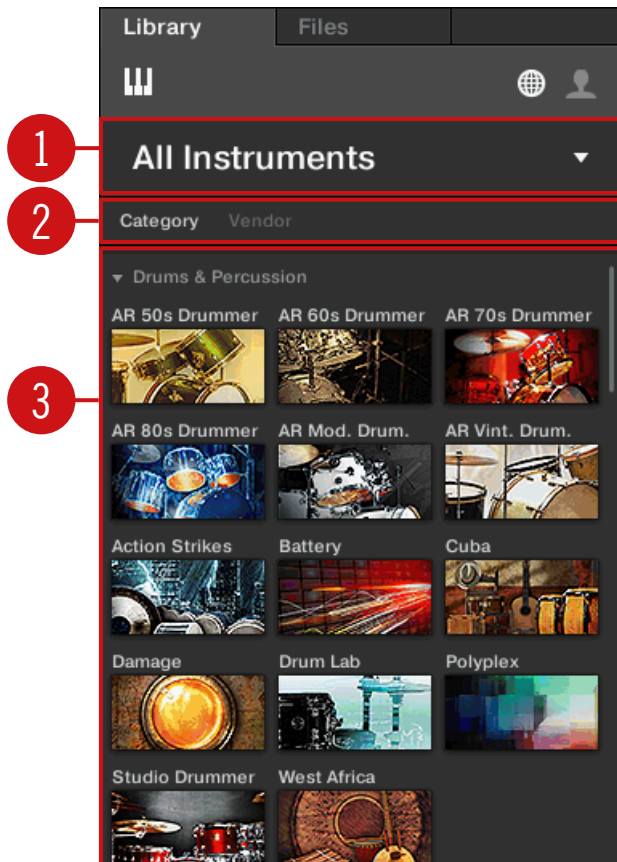 Library Files
1 All Instruments
2 Category Vendor
Drums & Percussion
AR 50s Drummer AR 60s Drummer AR 70s Drummer
3
AR 80s Drummer AR Mod. Drum. AR Vint. Drum.
Action Strikes Battery Cuba
Damage Drum Lab Polyplex
Studio Drummer West Africa